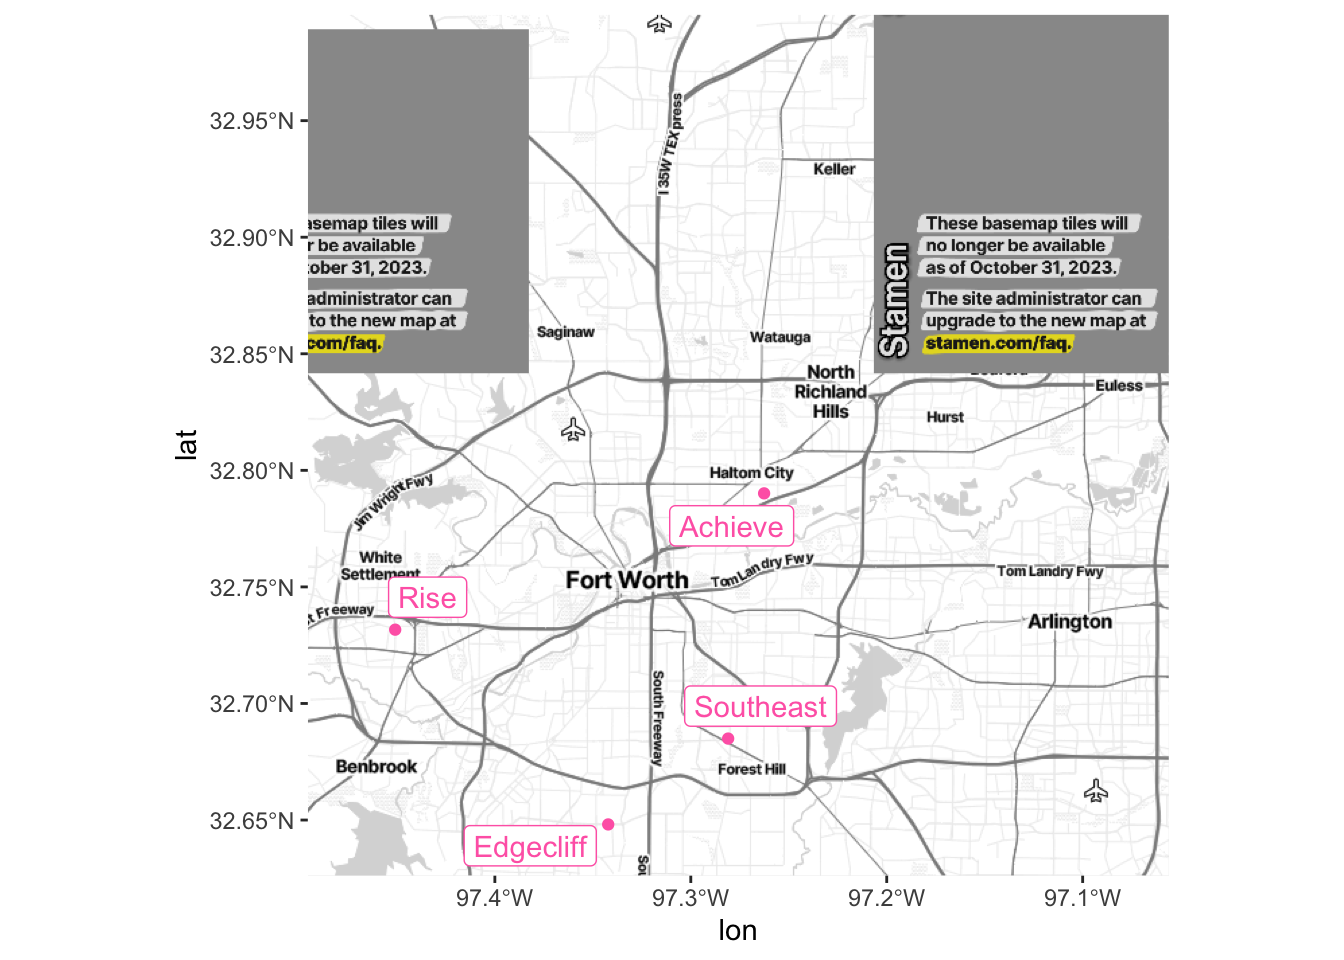 32.95°N
32.90°N
32.85°N
32.80°N
32.75°N
32.70°N
32.65°N
lat
I 35W TEXpress
Keller
asemap tiles will
r be available
tober 31, 2023.
administrator can
to the new map at
com/faq.
Stamen
These basemap tiles will
no longer be available
as of October 31, 2023.
The site administrator can
upgrade to the new map at
stamen.com/faq.
Saginaw
Watauga
North
Richland
Hills
Euless
Hurst
Haltom City
Jim Wright Fwy
Achieve
White
Settlement
Fort Worth
Tom Landry Fwy
Tom Landry Fwy
Rise
t Freeway
Arlington
South Freeway
Southeast
Benbrook
Forest Hill
Edgecliff
Sou
97.4°W
97.3°W
97.2°W
97.1°W
lon